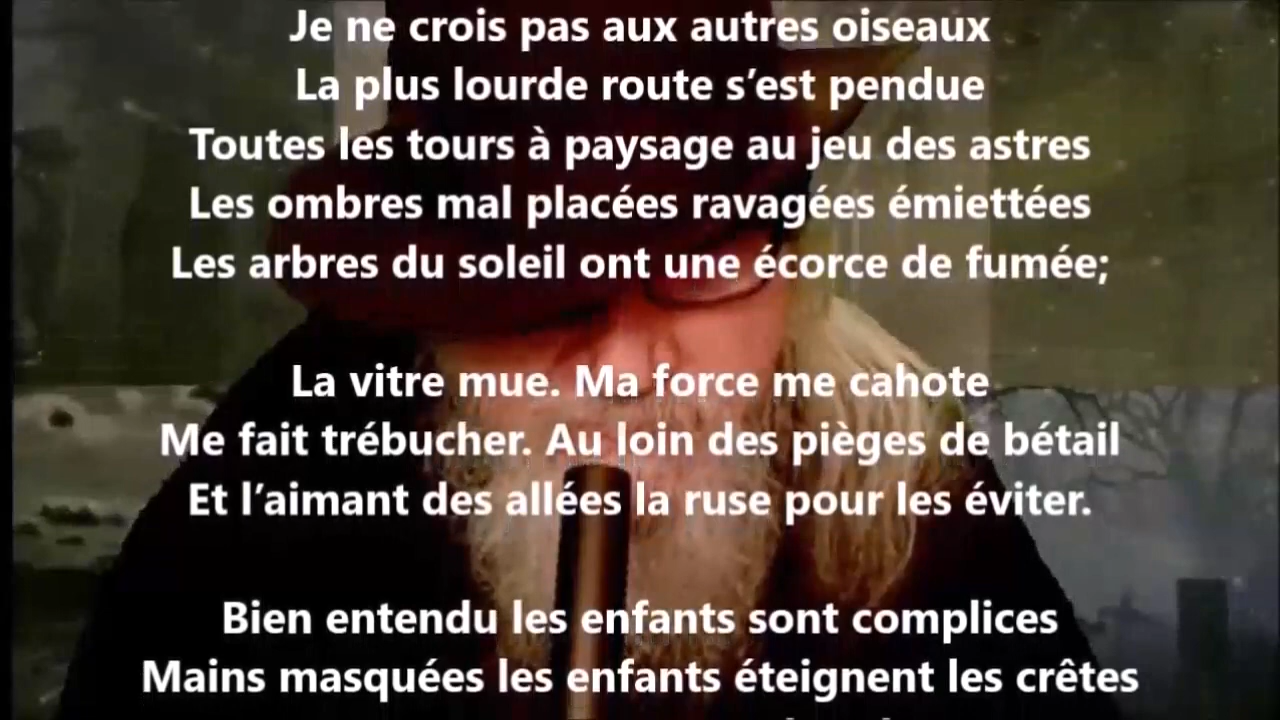 Je ne crois pas aux autres oiseaux
La plus lourde route s’est pendue
Toutes les tours à paysage au jeu des astres
Les ombres mal placées ravagées émiettées
Les arbres du soleil ont une écorce de fumée;
La vitre mue. Ma force me cahote
Me fait trébucher. Au loin des pièges de bétail
Et l’aimant des allées la ruse pour les éviter.
Bien entendu les enfants sont complices
Mains masquées les enfants éteignent les crêtes